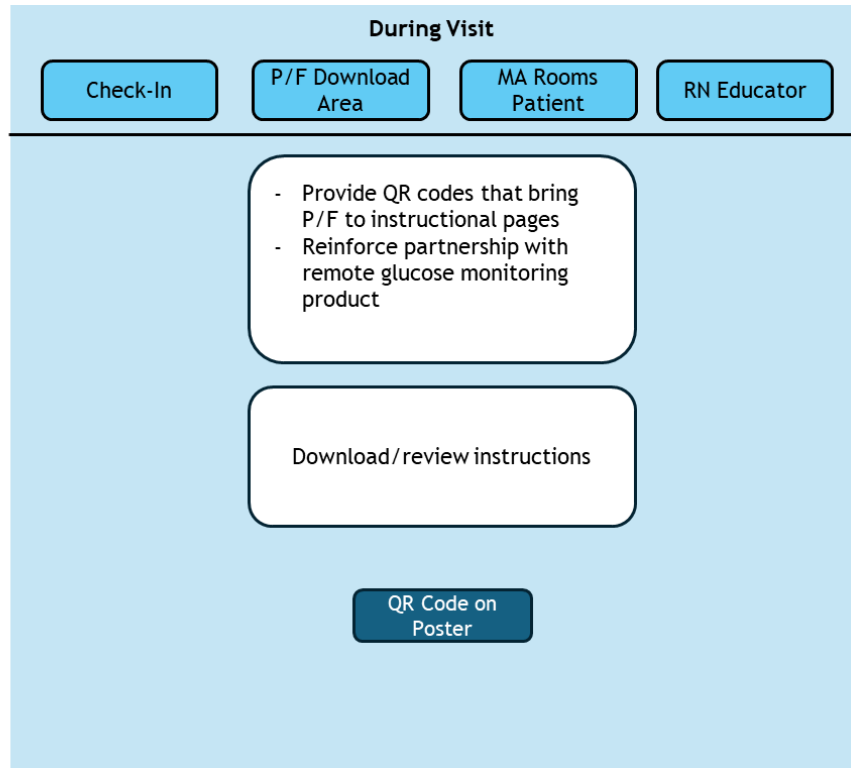 During Visit
Check-In
P/F Download
Area
MA Rooms
Patient
RN Educator
- Provide QR codes that bring
P/F to instructional pages
- Reinforce partnership with
remote glucose monitoring
product
Download/review instructions
QR Code on
Poster